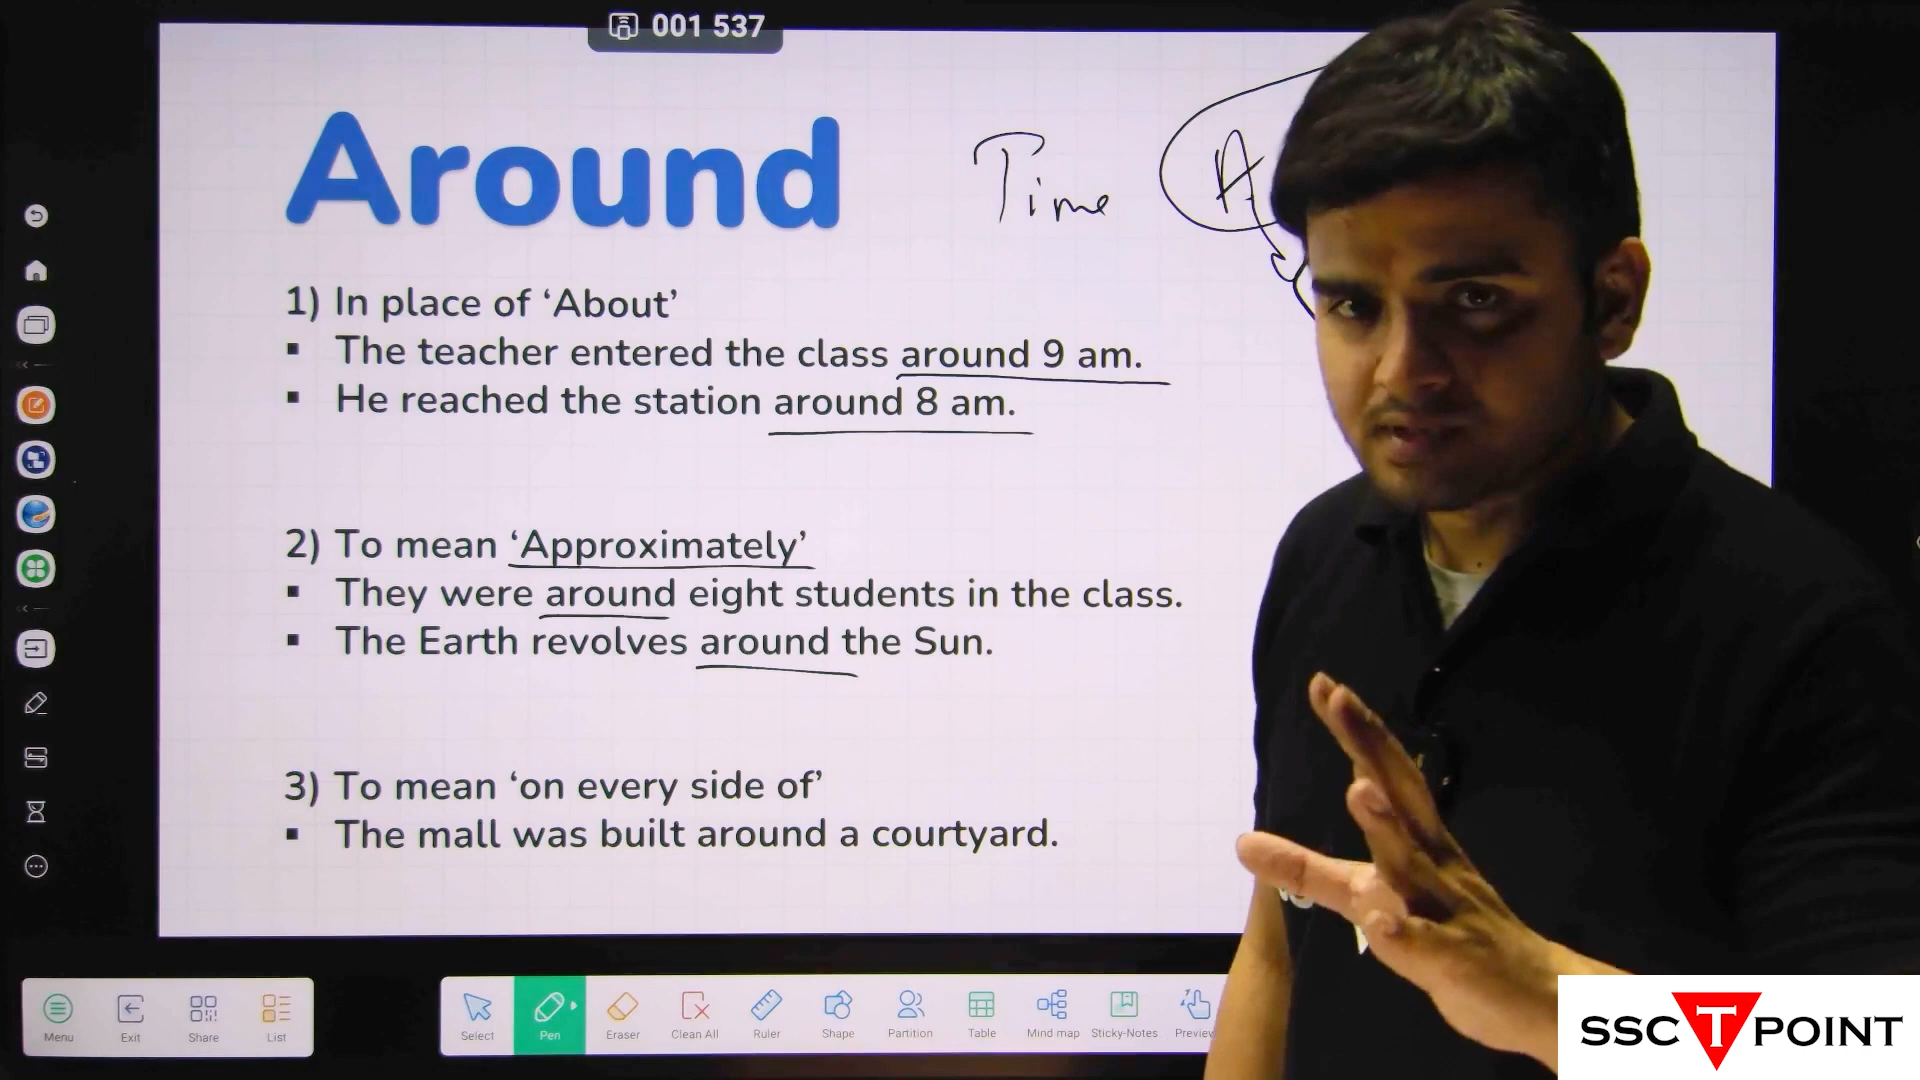 001 537
Around
Time
A
1) In place of ‘About’
▪ The teacher entered the class around 9 am.
▪ He reached the station around 8 am.
2) To mean ‘Approximately’
▪ They were around eight students in the class.
▪ The Earth revolves around the Sun.
3) To mean ‘on every side of’
▪ The mall was built around a courtyard.
Menu Exit Share List
Select Pen Eraser Clean All Ruler Shape Partition Table Mind map Sticky-Notes Preview
SSC T POINT